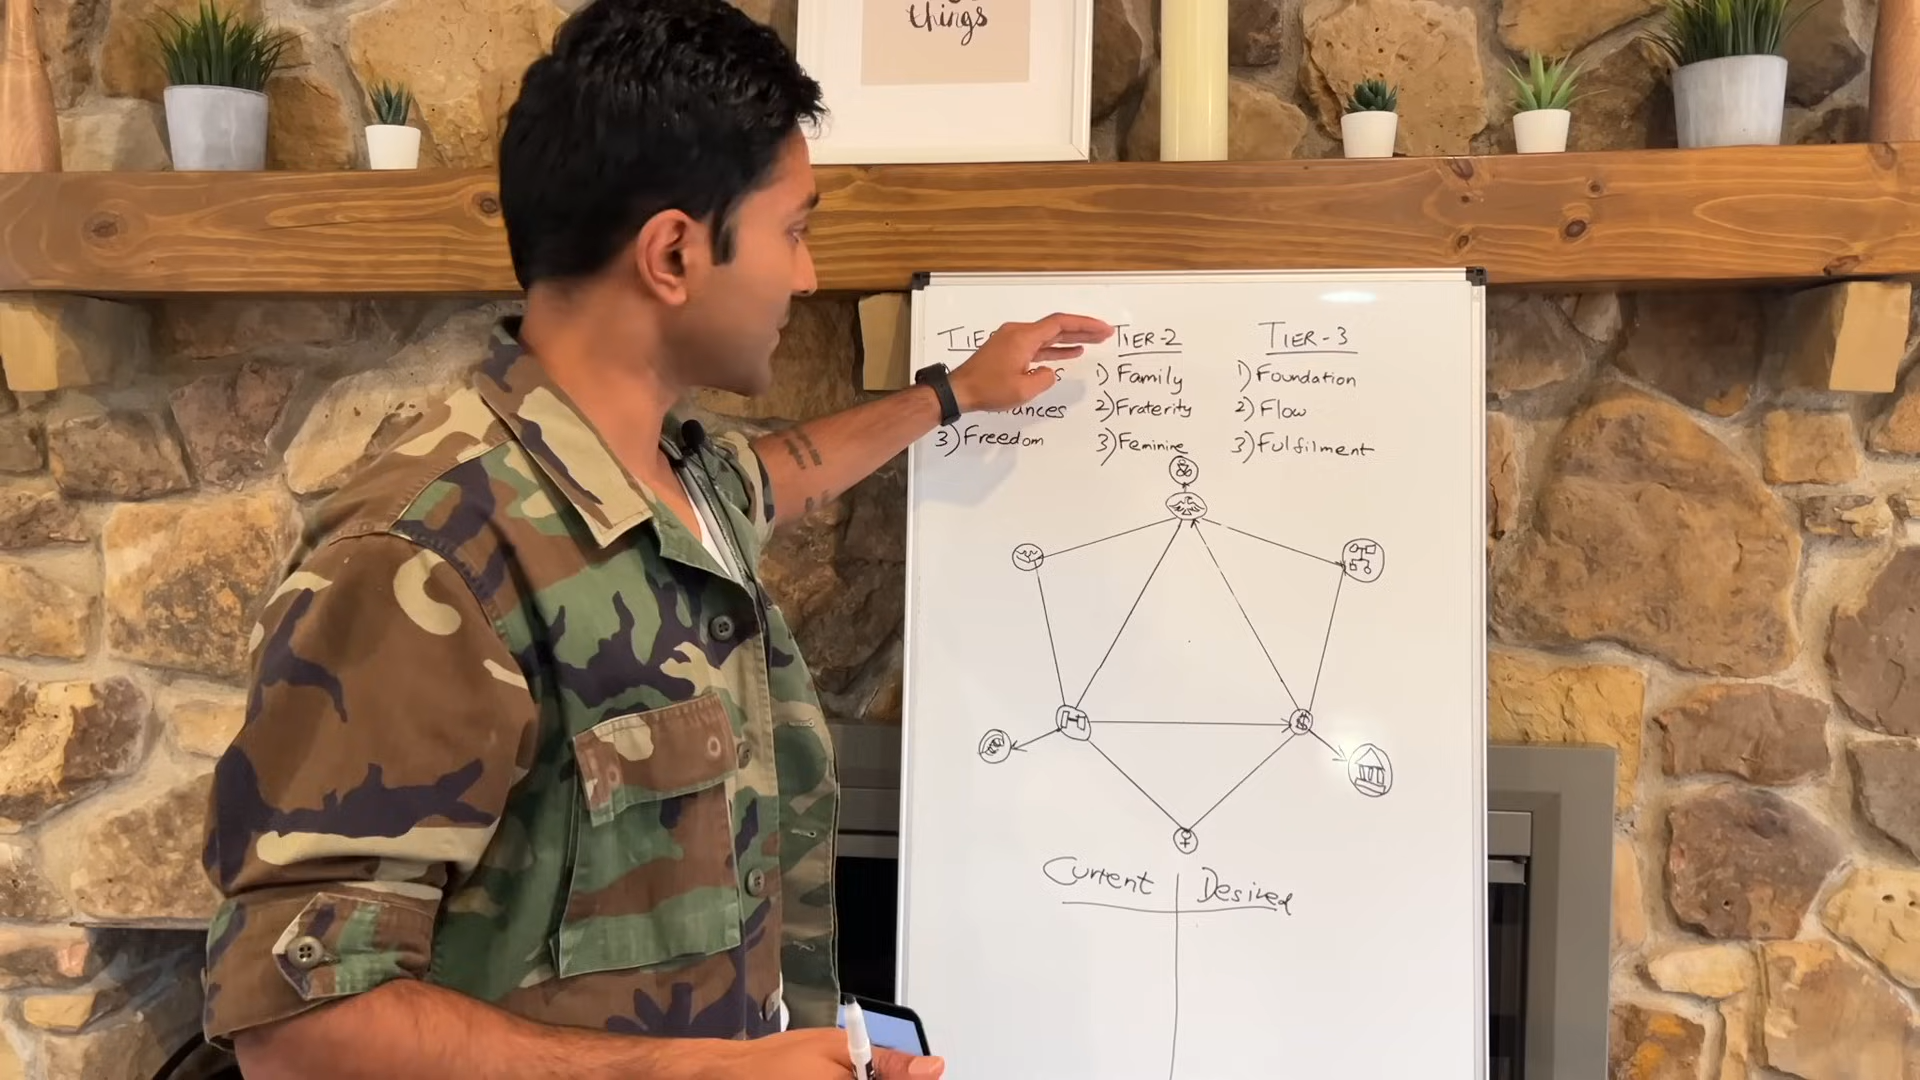 things
TIER-2
TIER-3
1) Family
1) Foundation
2) Fraterity
2) Flow
3) Freedom
3) Feminine
3) Fulfilment
$
Current
Desired